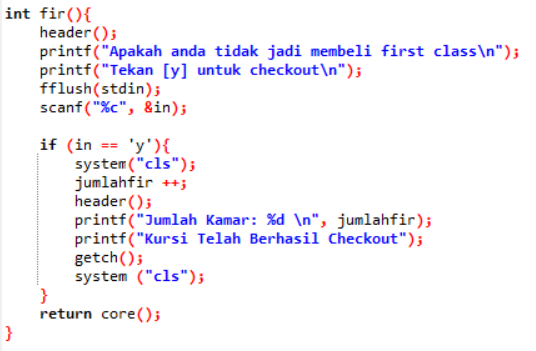 int fir(){
header();
printf("Apakah anda tidak jadi membeli first class\n");
printf("Tekan [y] untuk checkout\n");
fflush(stdin);
scanf("%c", &in);
if (in == 'y'){
system("cls");
jumlahfir ++;
header();
printf("Jumlah Kamar: %d \n", jumlahfir);
printf("Kursi Telah Berhasil Checkout");
getch();
system ("cls");
}
return core();
}